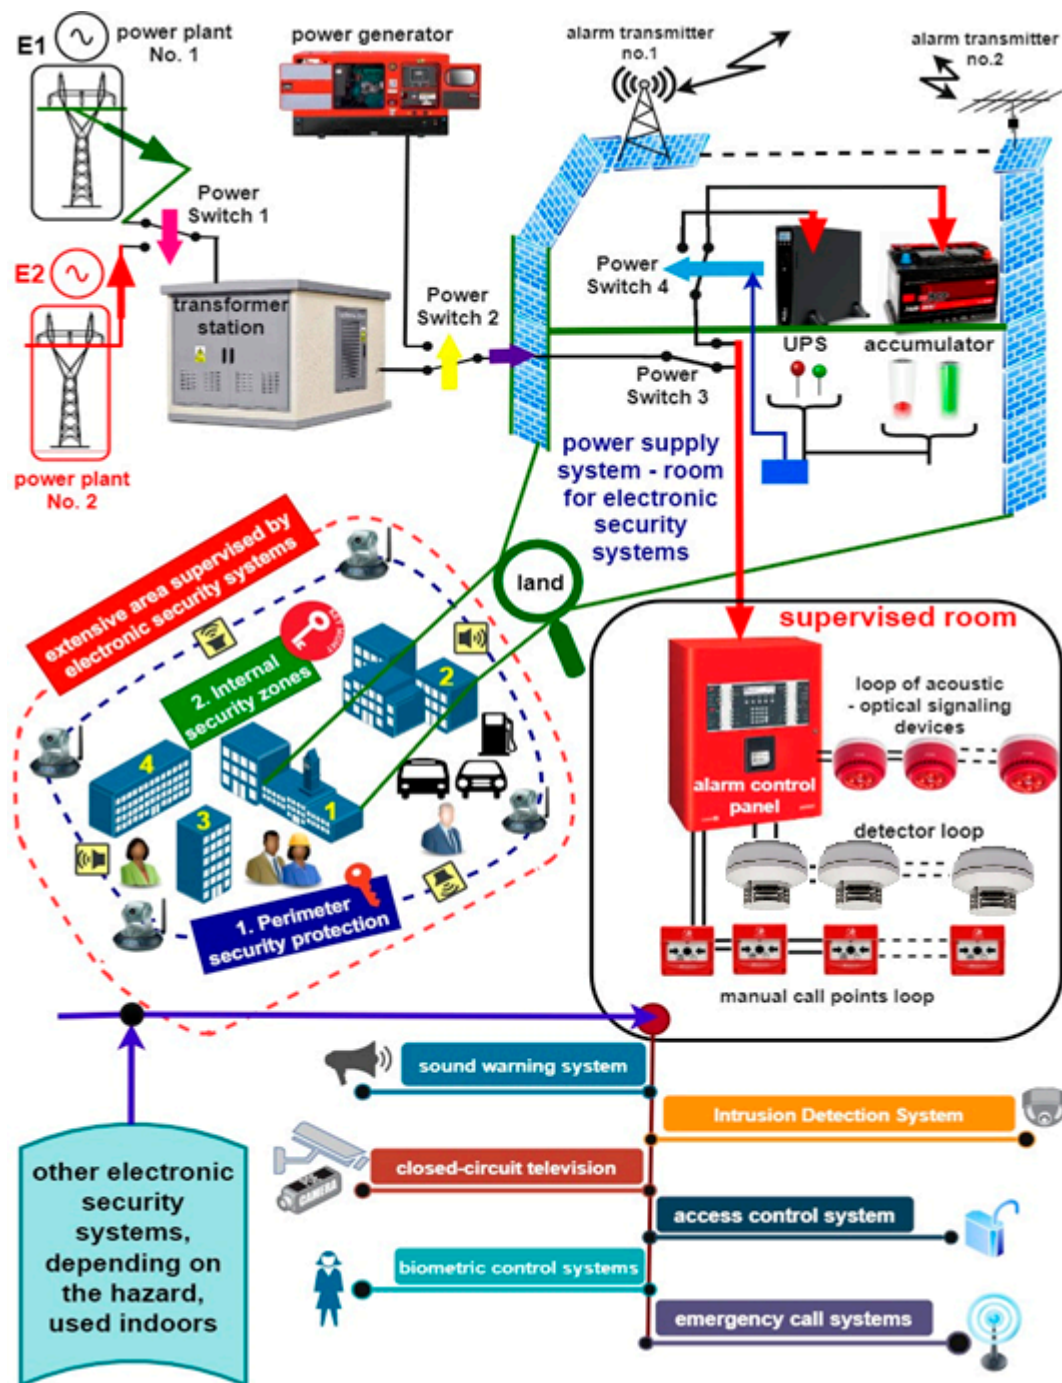 E1
power plant
No. 1
power generator
alarm transmitter
no.1
alarm transmitter
no.2
Power
Switch 1
E2
transformer
station
Power
Switch 2
Power
Switch 4
Power
Switch 3
UPS
accumulator
power plant
No. 2
power supply
system - room
for electronic
security
systems
land
extensive area supervised by
electronic security systems
2. Internal
security zones
2
4
3
1
1. Perimeter
security protection
supervised room
loop of acoustic
- optical signaling
devices
alarm control
panel
detector loop
manual call points loop
sound warning system
Intrusion Detection System
closed-circuit television
CAMERA
access control system
biometric control systems
emergency call systems
other electronic
security
systems,
depending on
the hazard,
used indoors